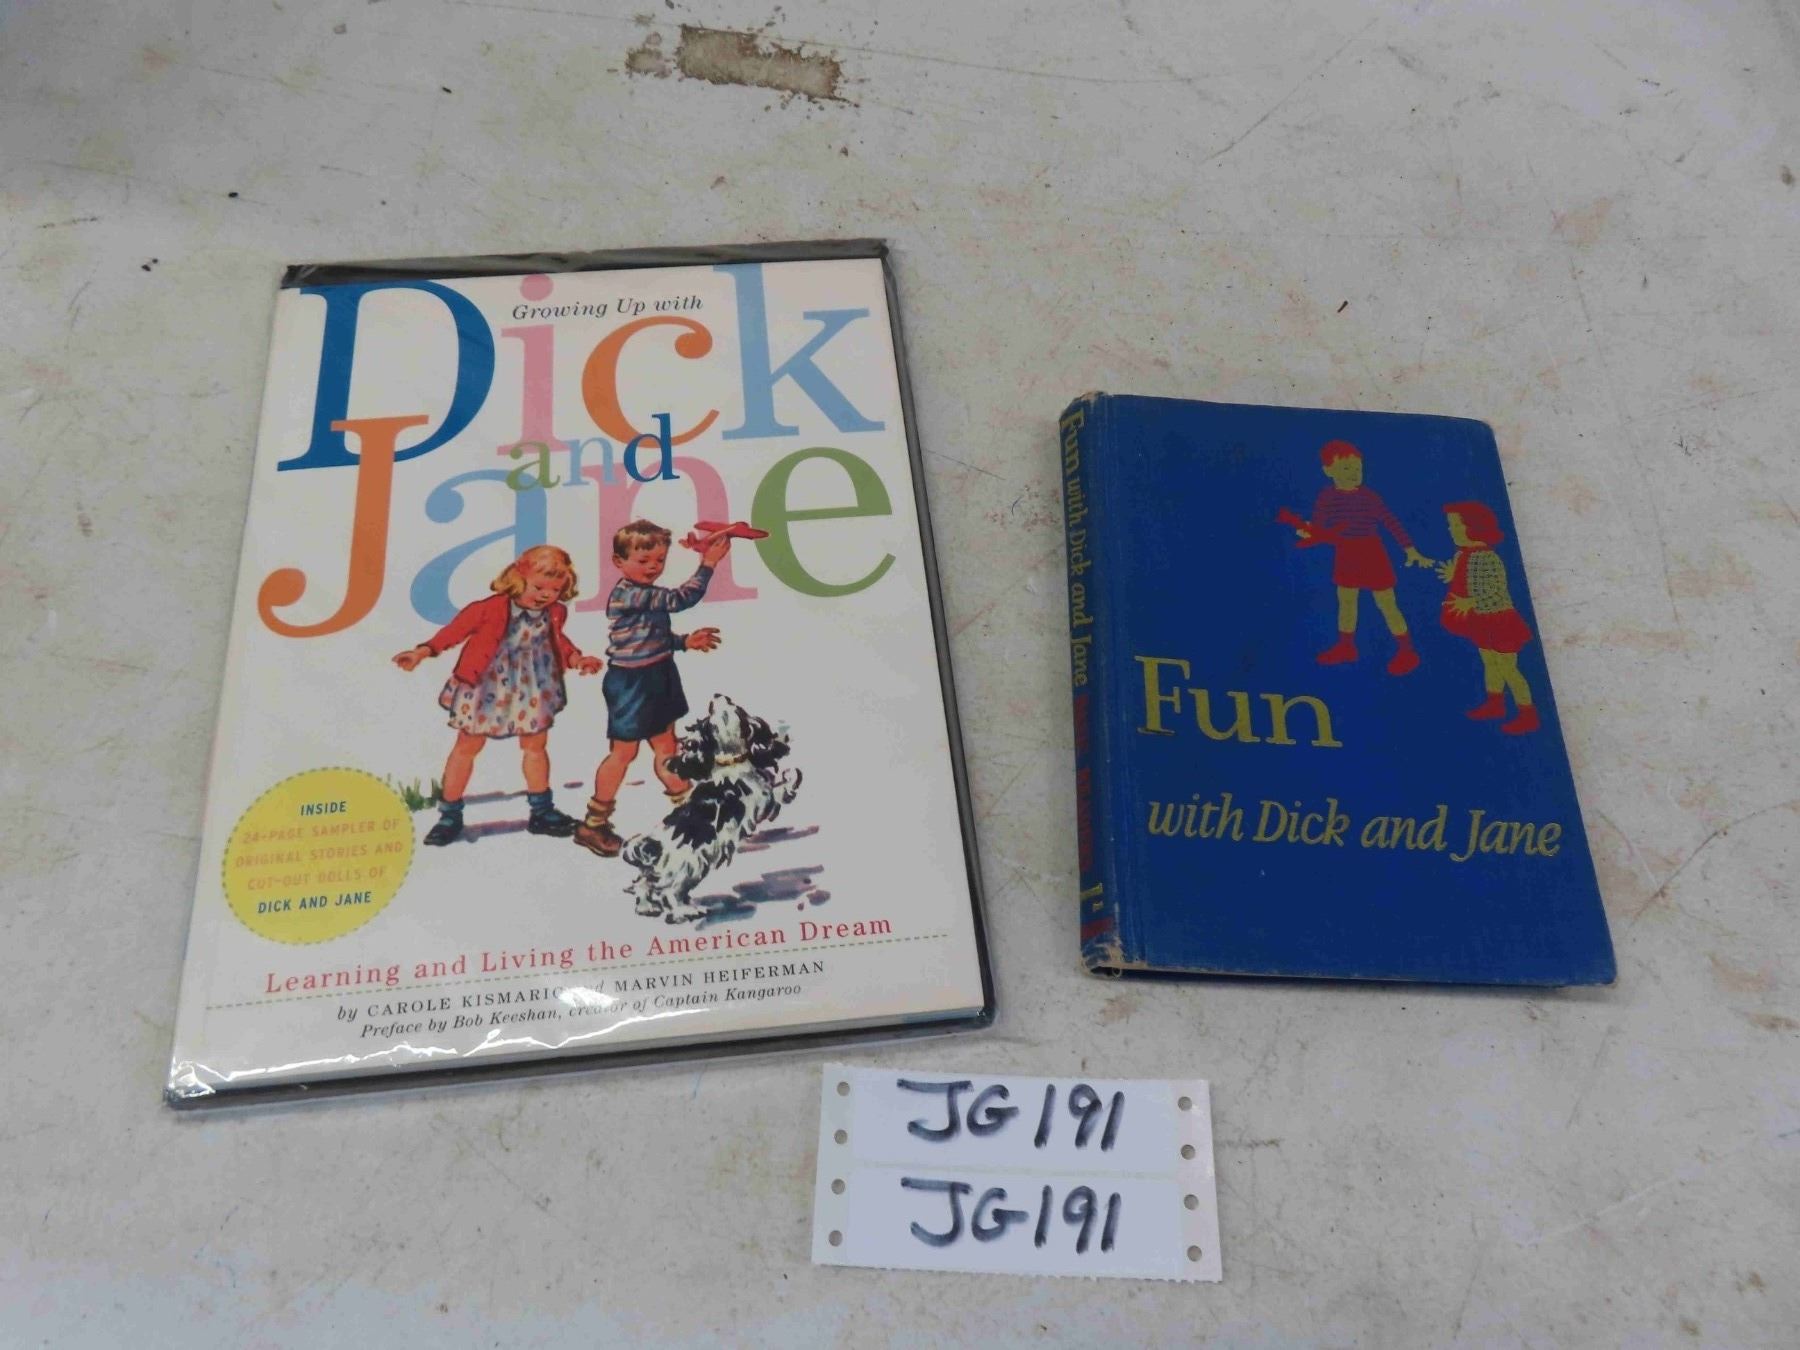 Growing Up with
Dick
and
Jane
INSIDE
24-PAGE SAMPLER OF
ORIGINAL STORIES AND
CUT-OUT DOLLS OF
DICK AND JANE
Learning and Living the American Dream
by CAROLE KISMARIC and MARVIN HEIFERMAN
Preface by Bob Keeshan, creator of Captain Kangaroo
Fun with Dick and Jane
Fun
with Dick and Jane
JG191
JG191